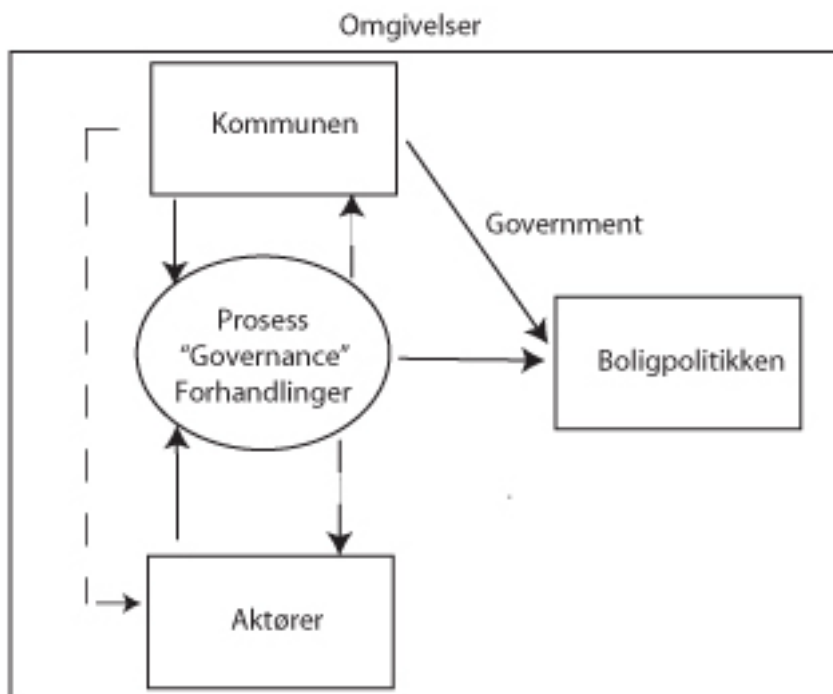 Omgivelser
Kommunen
Government
Prosess
"Governance"
Forhandlinger
Boligpolitikken
Aktører